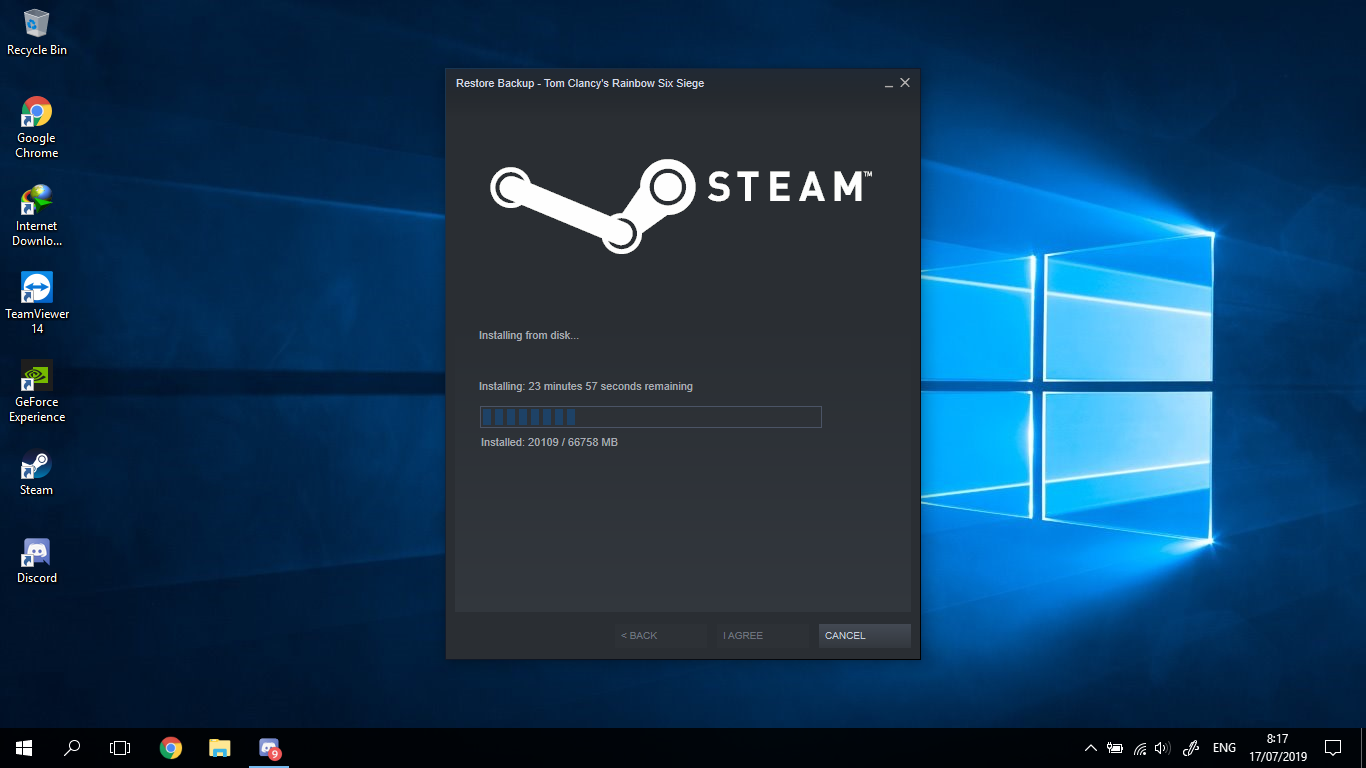 Recycle Bin
Google
Chrome
Internet
Downlo...
TeamViewer
14
GeForce
Experience
Steam
Discord
Restore Backup - Tom Clancy's Rainbow Six Siege
STEAM™
Installing from disk...
Installing: 23 minutes 57 seconds remaining
Installed: 20109 / 66758 MB
< BACK
I AGREE
CANCEL
9
ENG
8:17
17/07/2019